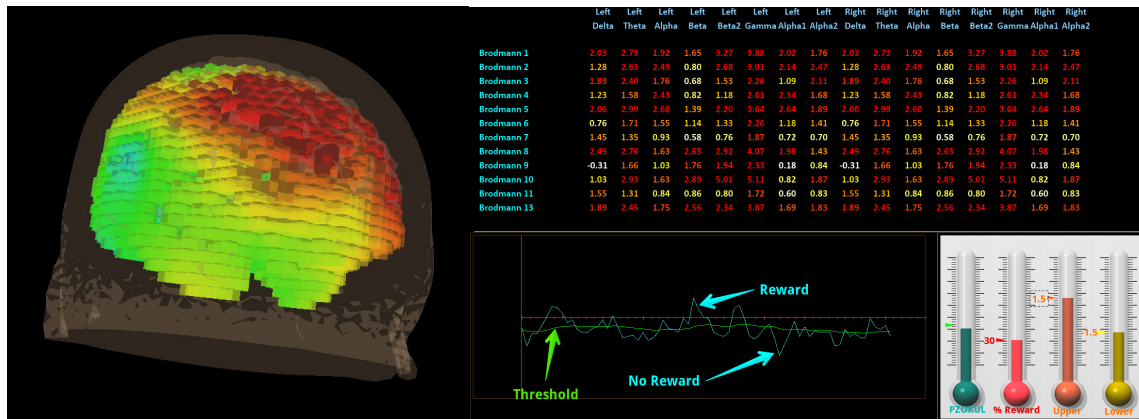 Left Left Left Left Left Left Left Left Right Right Right Right Right Right Right Right
Delta Theta Alpha Beta Beta2 Gamma Alpha1 Alpha2 Delta Theta Alpha Beta Beta2 Gamma Alpha1 Alpha2
Brodmann 1 2.03 2.73 1.92 1.65 3.27 3.88 2.02 1.76 2.03 2.73 1.92 1.65 3.27 3.88 2.02 1.76
Brodmann 2 1.28 2.63 2.49 0.80 2.68 3.01 2.14 2.47 1.28 2.63 2.49 0.80 2.68 3.01 2.14 2.47
Brodmann 3 1.89 2.40 1.76 0.68 1.53 2.26 1.09 2.11 1.89 2.40 1.76 0.68 1.53 2.26 1.09 2.11
Brodmann 4 1.23 1.58 2.43 0.82 1.18 2.61 2.34 1.68 1.23 1.58 2.43 0.82 1.18 2.61 2.34 1.68
Brodmann 5 2.06 2.99 2.60 1.39 2.20 3.64 2.64 1.89 2.06 2.99 2.60 1.39 2.20 3.64 2.64 1.89
Brodmann 6 0.76 1.71 1.55 1.14 1.33 2.26 1.18 1.41 0.76 1.71 1.55 1.14 1.33 2.26 1.18 1.41
Brodmann 7 1.45 1.35 0.93 0.58 0.76 1.87 0.72 0.70 1.45 1.35 0.93 0.58 0.76 1.87 0.72 0.70
Brodmann 8 2.49 2.76 1.63 2.65 2.92 4.07 1.98 1.43 2.49 2.76 1.63 2.65 2.92 4.07 1.98 1.43
Brodmann 9 -0.31 1.66 1.03 1.76 1.94 2.33 0.18 0.84 -0.31 1.66 1.03 1.76 1.94 2.33 0.18 0.84
Brodmann 10 1.03 2.93 1.63 2.89 5.01 5.11 0.82 1.87 1.03 2.93 1.63 2.89 5.01 5.11 0.82 1.87
Brodmann 11 1.55 1.31 0.84 0.86 0.80 1.72 0.60 0.83 1.55 1.31 0.84 0.86 0.80 1.72 0.60 0.83
Brodmann 13 1.89 2.45 1.75 2.56 2.34 3.87 1.69 1.83 1.89 2.45 1.75 2.56 2.34 3.87 1.69 1.83
Reward
No Reward
Threshold
1.5
30
1.5
PZOKUL % Reward Upper Lower